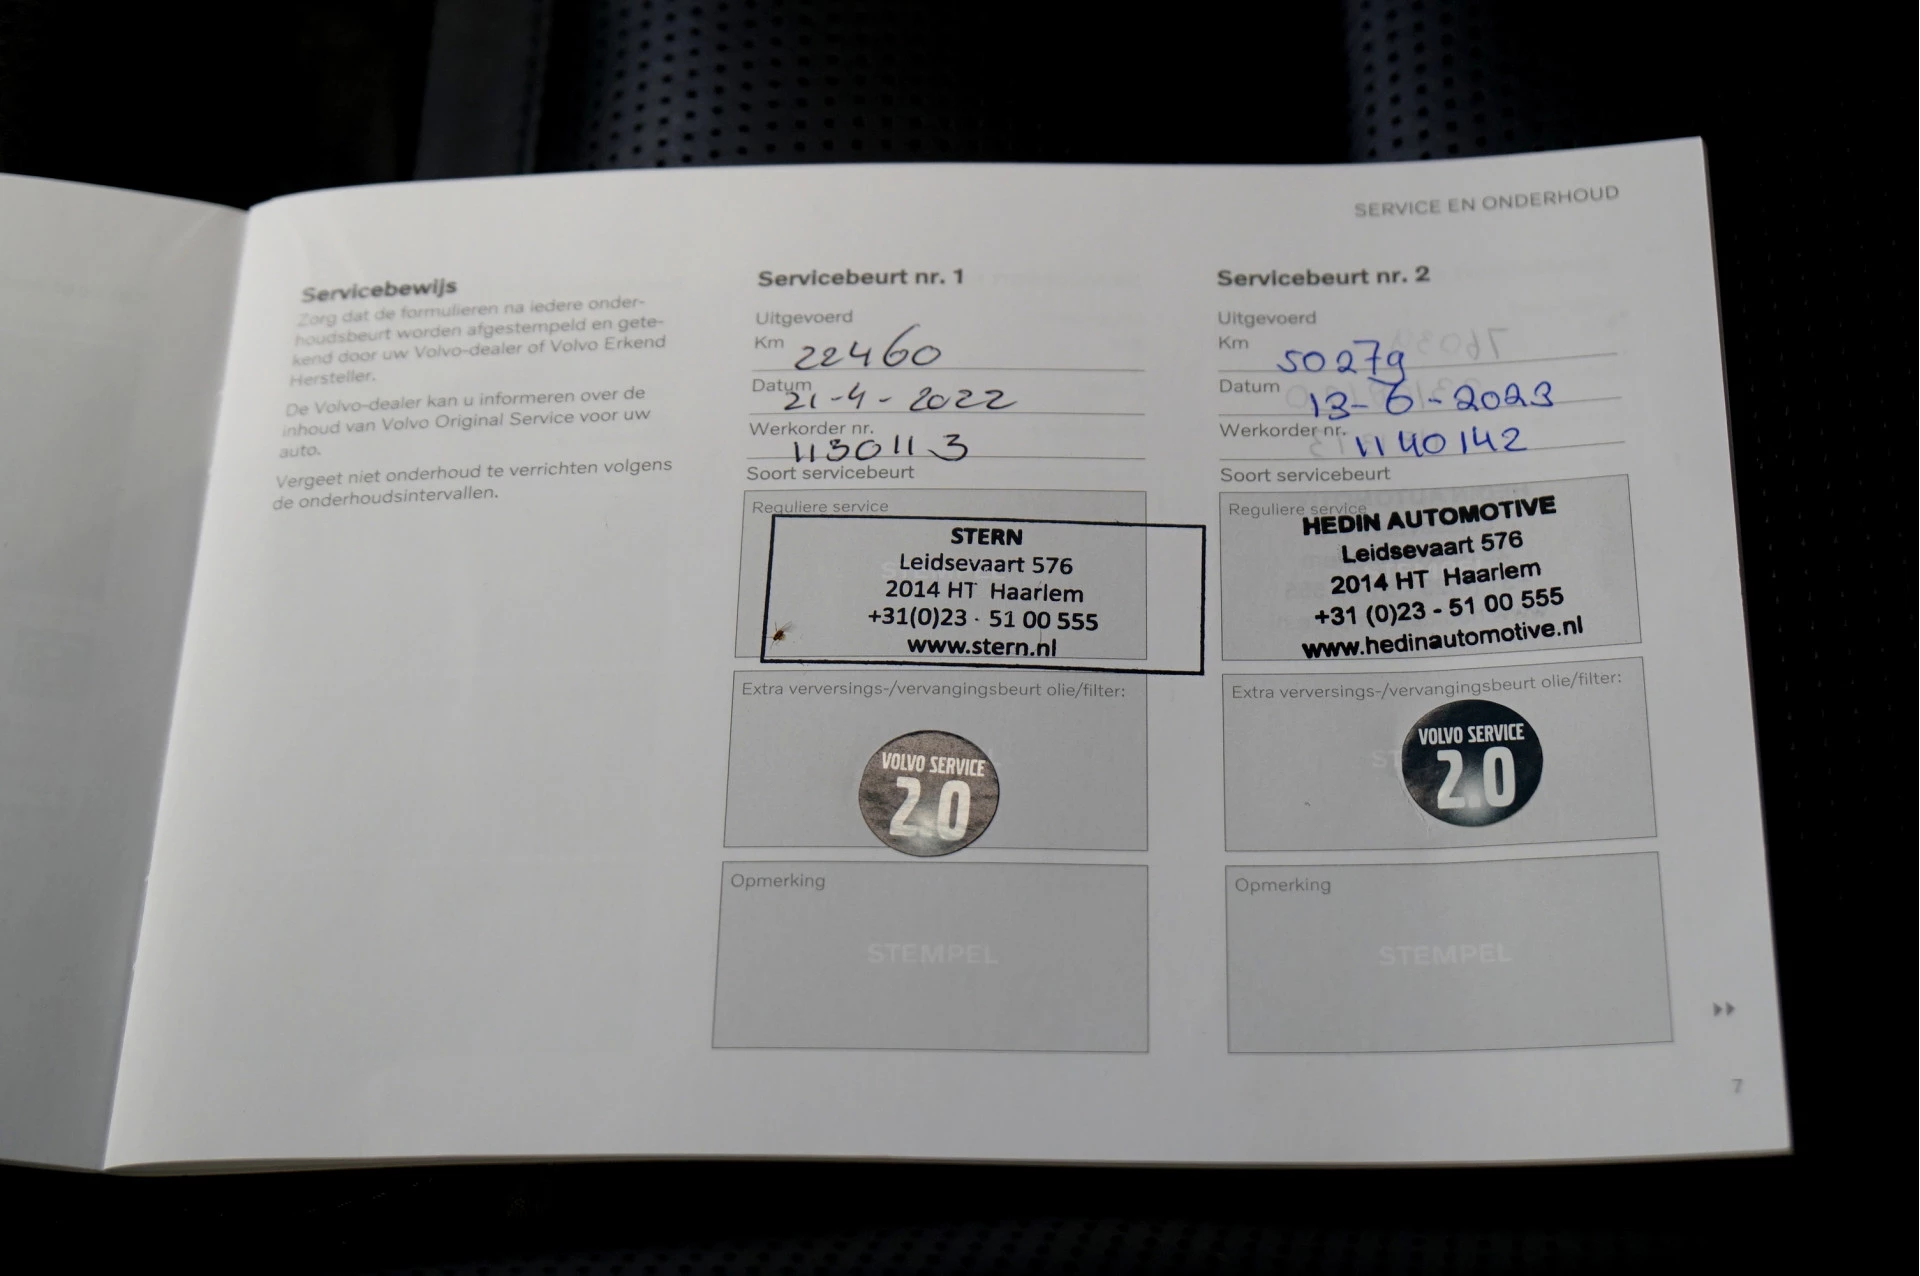 SERVICE EN ONDERHOUD
Servicebewijs
Zorg dat de formulieren na iedere onder-
houdsbeurt worden afgestempeld en gete-
kend door uw Volvo-dealer of Volvo Erkend
Hersteller.
De Volvo-dealer kan u informeren over de
inhoud van Volvo Original Service voor uw
auto.
Vergeet niet onderhoud te verrichten volgens
de onderhoudsintervallen.
Servicebeurt nr. 1
Uitgevoerd
Km 22460
Datum 21-4-2022
Werkorder nr. 1130113
Soort servicebeurt
Reguliere service
STERN
Leidsevaart 576
2014 HT Haarlem
+31(0)23 - 51 00 555
www.stern.nl
Extra verversings-/vervangingsbeurt olie/filter:
VOLVO SERVICE
2.0
Opmerking
STEMPEL
Servicebeurt nr. 2
Uitgevoerd
Km 50279
Datum 13-6-2023
Werkorder nr. 1140142
Soort servicebeurt
Reguliere service
HEDIN AUTOMOTIVE
Leidsevaart 576
2014 HT Haarlem
+31 (0)23 - 51 00 555
www.hedinautomotive.nl
Extra verversings-/vervangingsbeurt olie/filter:
VOLVO SERVICE
2.0
Opmerking
STEMPEL
7